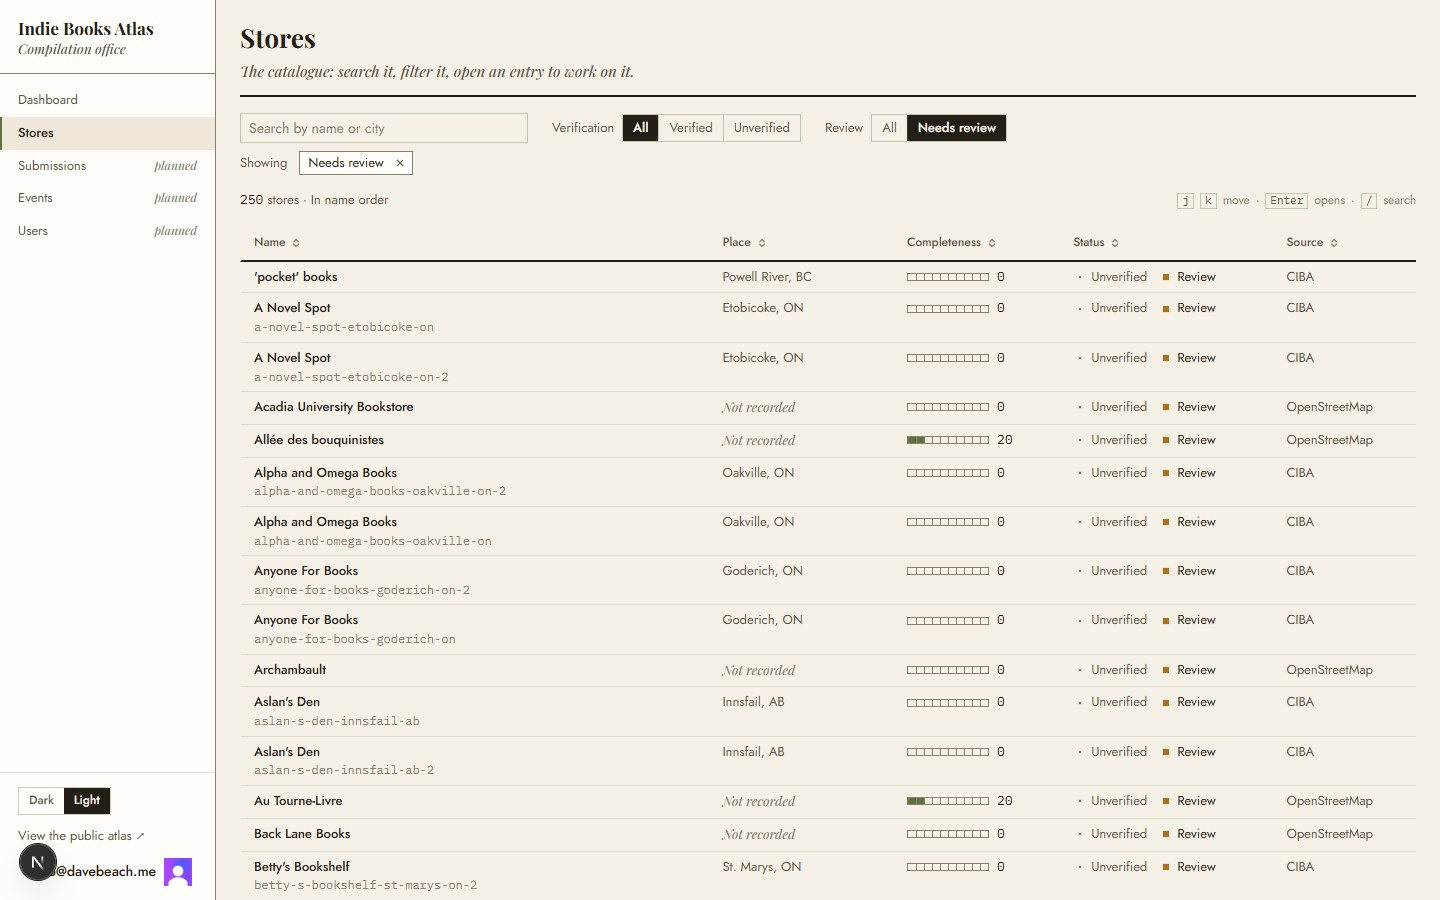 Indie Books Atlas
Compilation office
Dashboard
Stores
Submissions planned
Events planned
Users planned
Dark Light
View the public atlas ↗
N
@davebeach.me
Stores
The catalogue: search it, filter it, open an entry to work on it.
Search by name or city
Verification All Verified Unverified Review All Needs review
Showing Needs review ×
250 stores · In name order j k move · Enter opens · / search
Name Place Completeness Status Source
'pocket' books Powell River, BC 0 Unverified Review CIBA
A Novel Spot Etobicoke, ON 0 Unverified Review CIBA
a-novel-spot-etobicoke-on
A Novel Spot Etobicoke, ON 0 Unverified Review CIBA
a-novel-spot-etobicoke-on-2
Acadia University Bookstore Not recorded 0 Unverified Review OpenStreetMap
Allée des bouquinistes Not recorded 20 Unverified Review OpenStreetMap
Alpha and Omega Books Oakville, ON 0 Unverified Review CIBA
alpha-and-omega-books-oakville-on-2
Alpha and Omega Books Oakville, ON 0 Unverified Review CIBA
alpha-and-omega-books-oakville-on
Anyone For Books Goderich, ON 0 Unverified Review CIBA
anyone-for-books-goderich-on-2
Anyone For Books Goderich, ON 0 Unverified Review CIBA
anyone-for-books-goderich-on
Archambault Not recorded 0 Unverified Review OpenStreetMap
Aslan's Den Innsfail, AB 0 Unverified Review CIBA
aslan-s-den-innsfail-ab
Aslan's Den Innsfail, AB 0 Unverified Review CIBA
aslan-s-den-innsfail-ab-2
Au Tourne-Livre Not recorded 20 Unverified Review OpenStreetMap
Back Lane Books Not recorded 0 Unverified Review OpenStreetMap
Betty's Bookshelf St. Marys, ON 0 Unverified Review CIBA
betty-s-bookshelf-st-marys-on-2